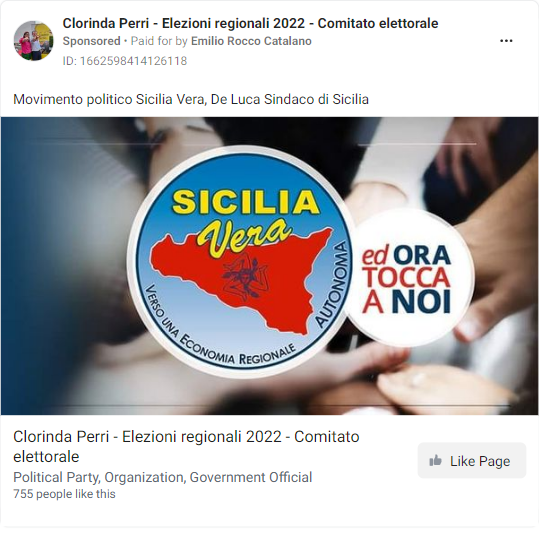 Clorinda Perri - Elezioni regionali 2022 - Comitato elettorale
Sponsored • Paid for by Emilio Rocco Catalano
ID: 1662598414126118
Movimento politico Sicilia Vera, De Luca Sindaco di Sicilia
SICILIA
Vera
VERSO UNA ECONOMIA REGIONALE AUTONOMA
ed ORA
TOCCA
A NOI
Clorinda Perri - Elezioni regionali 2022 - Comitato
elettorale
Political Party, Organization, Government Official
755 people like this
Like Page